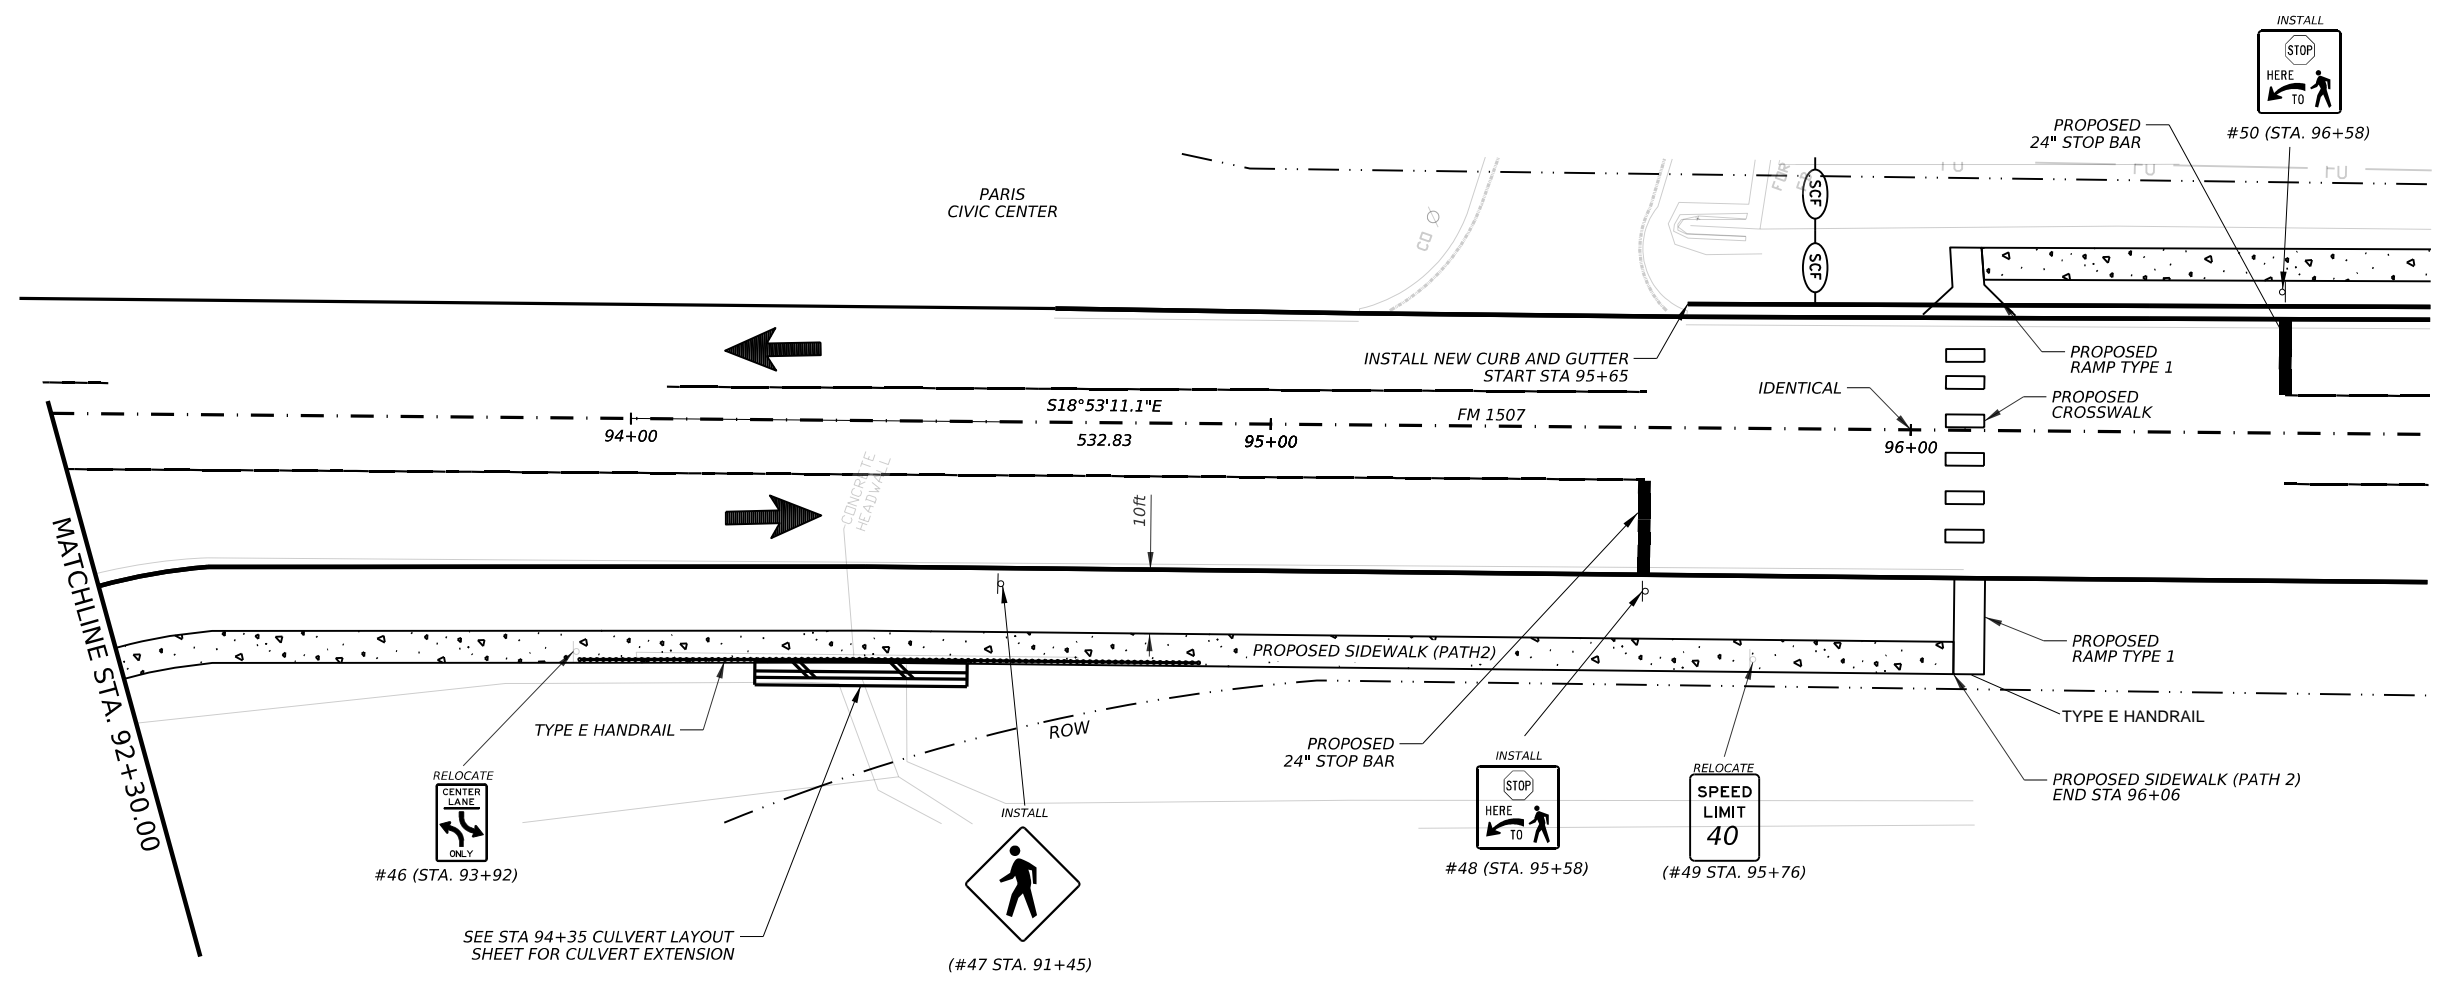 INSTALL
STOP
HERE
TO
#50 (STA. 96+58)
PROPOSED
24" STOP BAR
PARIS
CIVIC CENTER
CO
SCF
SCF
INSTALL NEW CURB AND GUTTER
START STA 95+65
PROPOSED
RAMP TYPE 1
IDENTICAL
PROPOSED
CROSSWALK
S18°53'11.1"E
FM 1507
94+00
532.83
95+00
96+00
CONCRETE
HEADWALL
10ft
MATCHLINE STA. 92+30.00
PROPOSED SIDEWALK (PATH2)
PROPOSED
RAMP TYPE 1
TYPE E HANDRAIL
ROW
TYPE E HANDRAIL
PROPOSED
24" STOP BAR
RELOCATE
CENTER
LANE
ONLY
#46 (STA. 93+92)
INSTALL
(#47 STA. 91+45)
INSTALL
STOP
HERE
TO
#48 (STA. 95+58)
RELOCATE
SPEED
LIMIT
40
(#49 STA. 95+76)
PROPOSED SIDEWALK (PATH 2)
END STA 96+06
SEE STA 94+35 CULVERT LAYOUT
SHEET FOR CULVERT EXTENSION